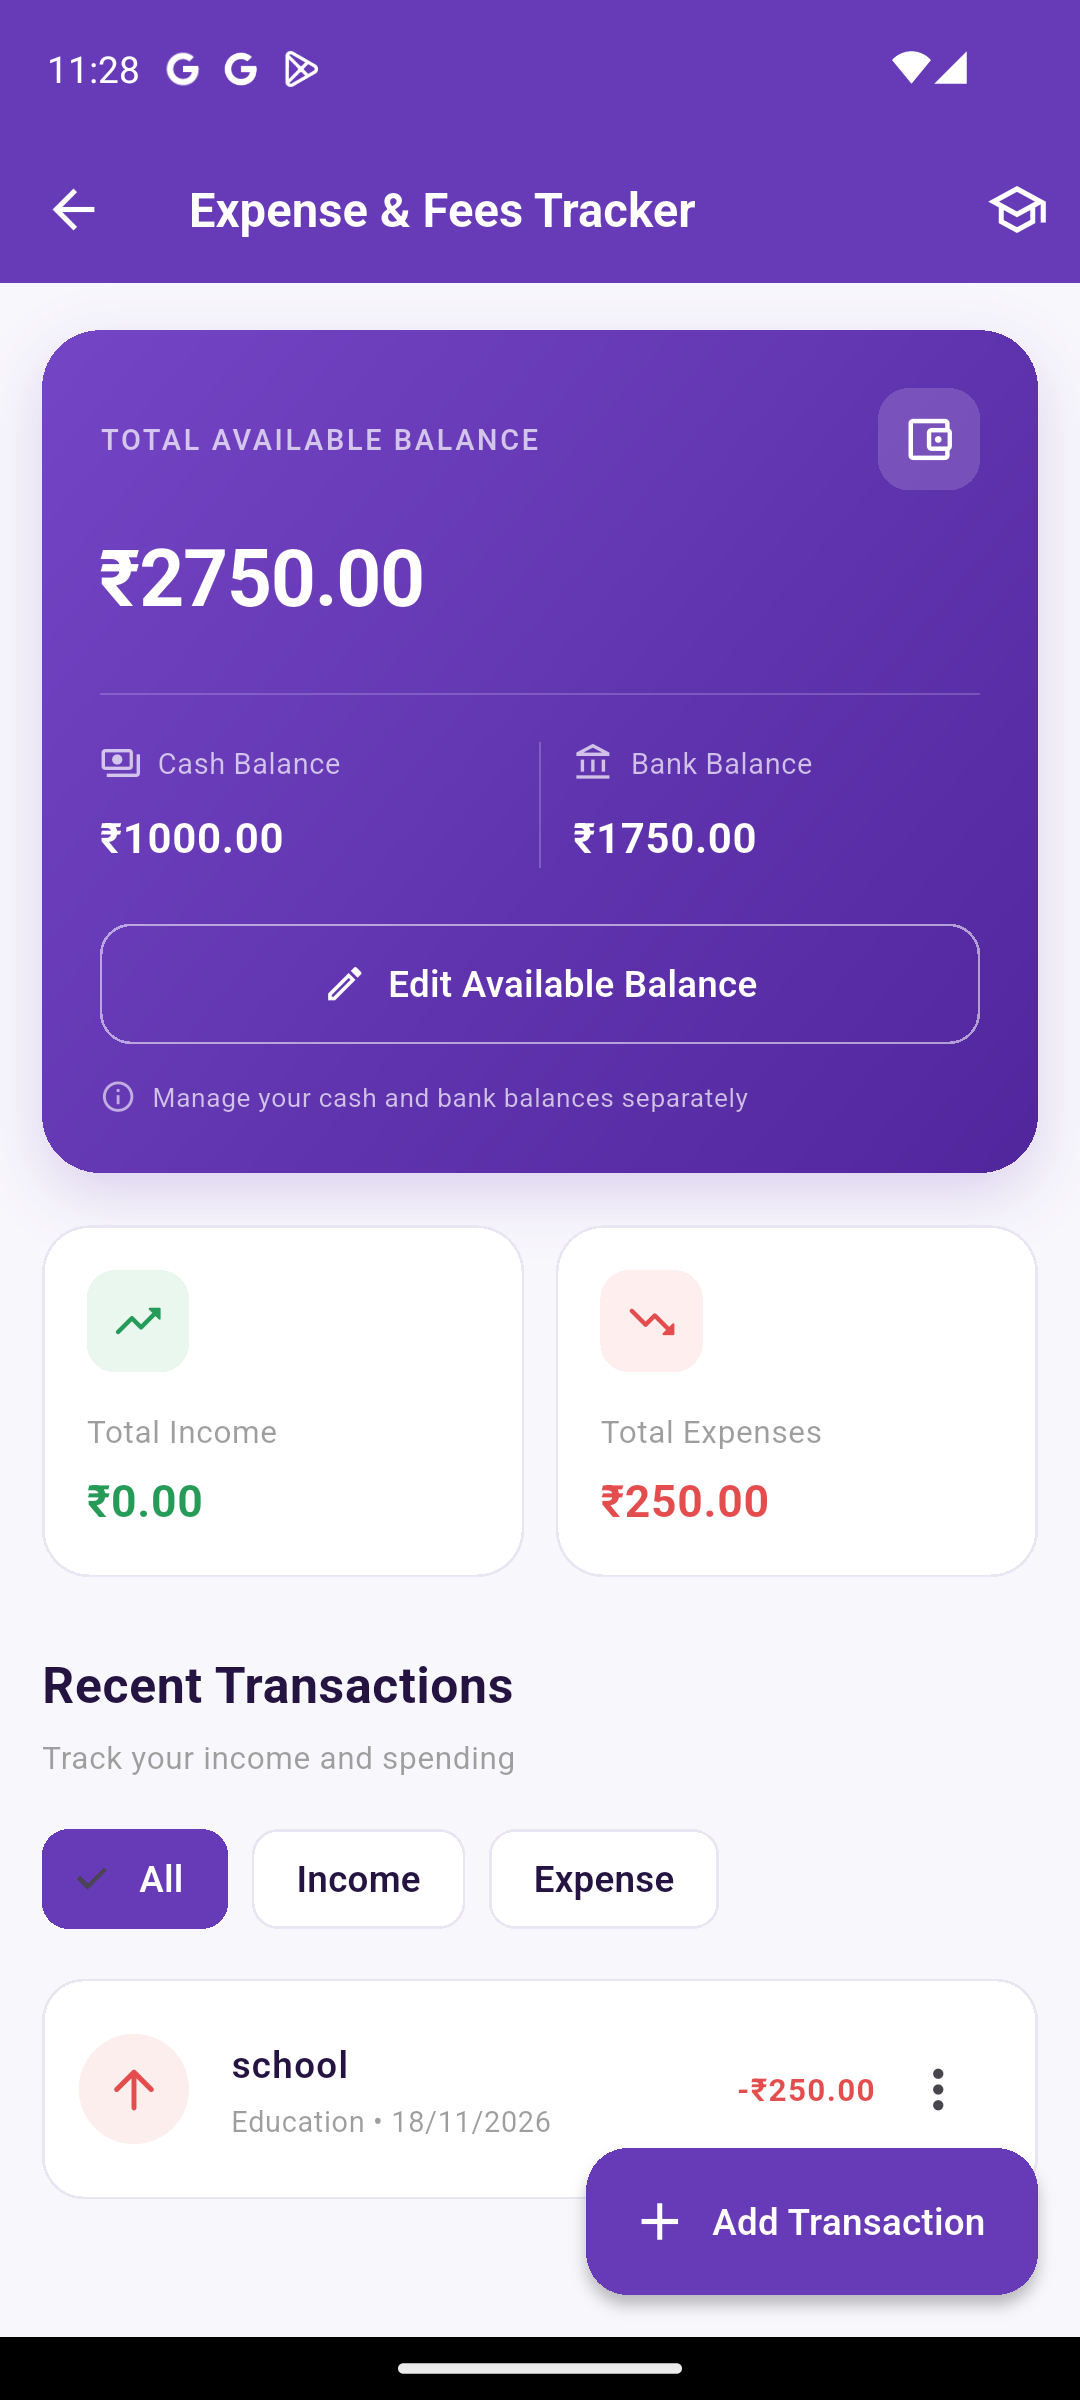 11:28
Expense & Fees Tracker
TOTAL AVAILABLE BALANCE
₹2750.00
Cash Balance
₹1000.00
Bank Balance
₹1750.00
Edit Available Balance
Manage your cash and bank balances separately
Total Income
₹0.00
Total Expenses
₹250.00
Recent Transactions
Track your income and spending
All
Income
Expense
school
Education • 18/11/2026
-₹250.00
Add Transaction